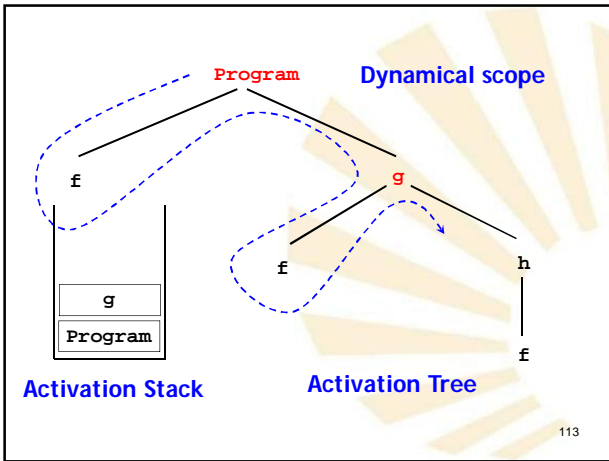 Program
Dynamical scope
f
g
f
h
g
Program
f
Activation Stack
Activation Tree
113